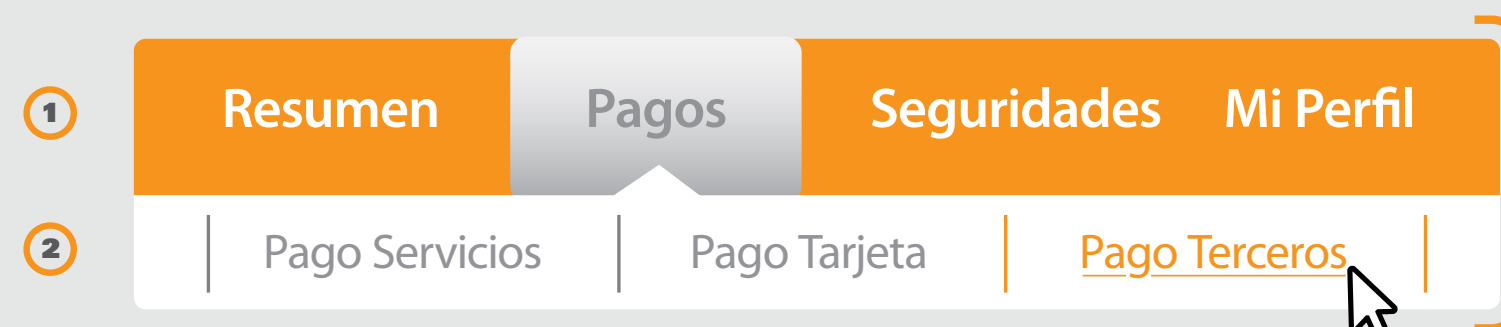 1 Resumen Pagos Seguridades Mi Perfil
2 Pago Servicios Pago Tarjeta Pago Terceros